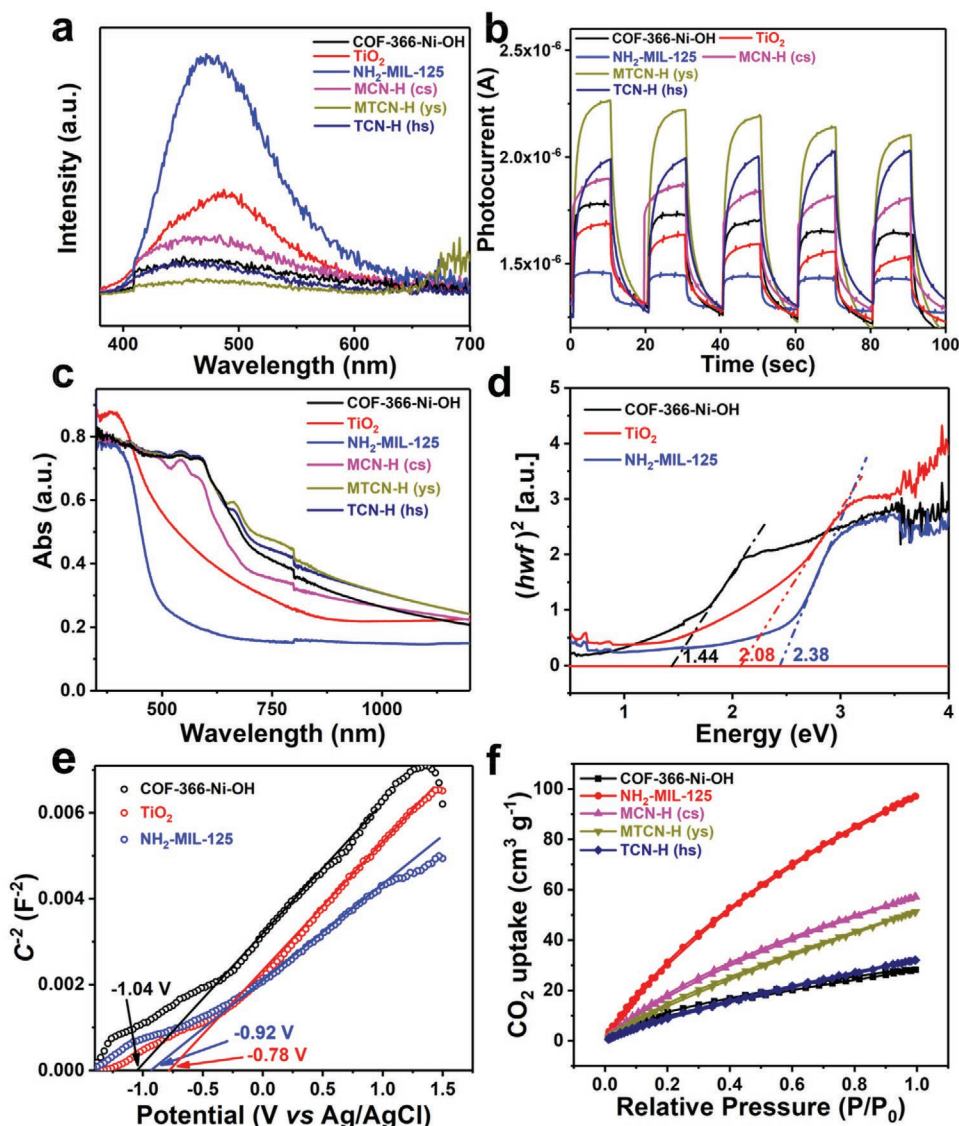 a
COF-366-Ni-OH
TiO₂
NH₂-MIL-125
MCN-H (cs)
MTCN-H (ys)
TCN-H (hs)
Intensity (a.u.)
400 500 600 700
Wavelength (nm)
b
COF-366-Ni-OH TiO₂
NH₂-MIL-125 MCN-H (cs)
MTCN-H (ys)
TCN-H (hs)
Photocurrent (A)
2.5x10⁻⁶
2.0x10⁻⁶
1.5x10⁻⁶
0 20 40 60 80 100
Time (sec)
c
COF-366-Ni-OH
TiO₂
NH₂-MIL-125
MCN-H (cs)
MTCN-H (ys)
TCN-H (hs)
Abs (a.u.)
0.8
0.6
0.4
0.2
0.0
500 750 1000
Wavelength (nm)
d
COF-366-Ni-OH
TiO₂
NH₂-MIL-125
(hwf)² [a.u.]
5
4
3
2
1
0
1.44 2.08 2.38
1 2 3 4
Energy (eV)
e
COF-366-Ni-OH
TiO₂
NH₂-MIL-125
C⁻² (F⁻²)
0.006
0.004
0.002
0.000
-1.04 V
-0.92 V
-0.78 V
-1.0 -0.5 0.0 0.5 1.0 1.5
Potential (V vs Ag/AgCl)
f
COF-366-Ni-OH
NH₂-MIL-125
MCN-H (cs)
MTCN-H (ys)
TCN-H (hs)
CO₂ uptake (cm³ g⁻¹)
100
80
60
40
20
0
0.0 0.2 0.4 0.6 0.8 1.0
Relative Pressure (P/P₀)